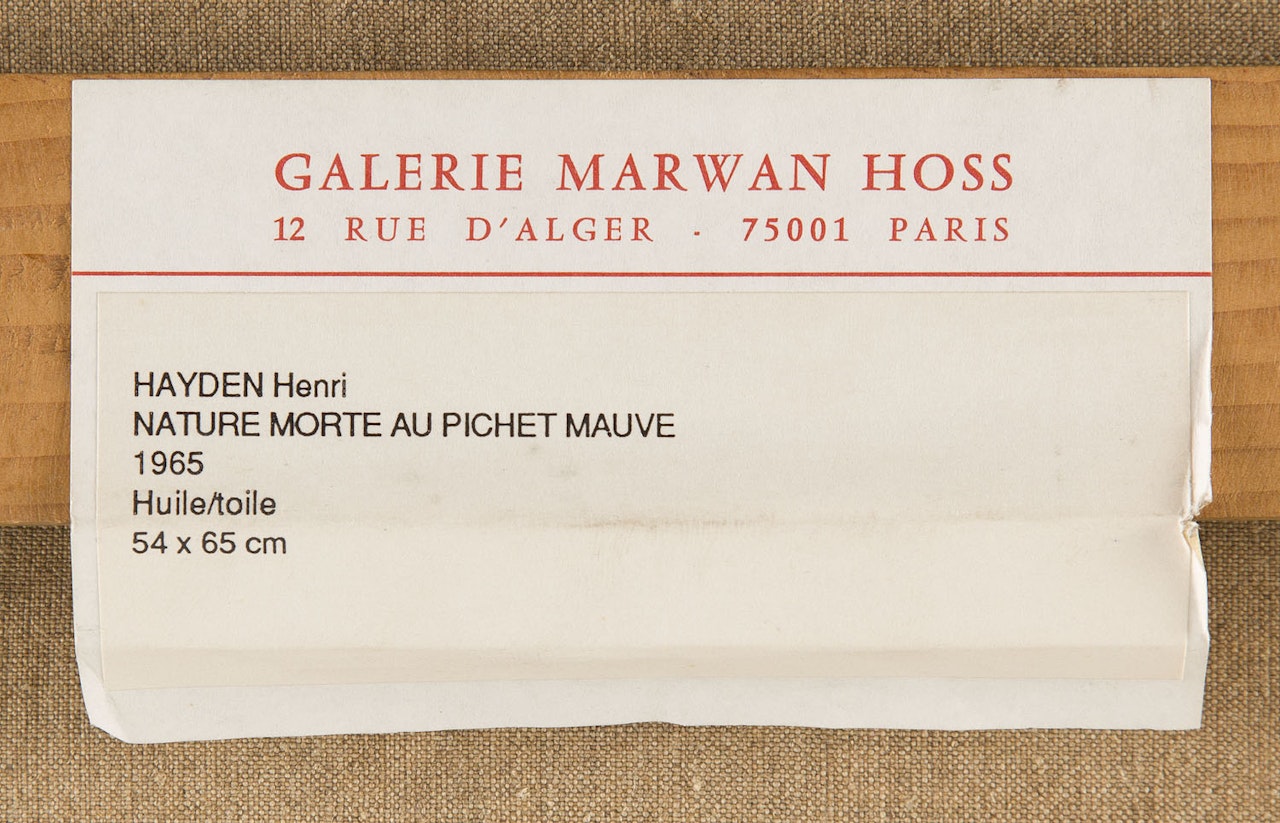 GALERIE MARWAN HOSS
12 RUE D'ALGER · 75001 PARIS
HAYDEN Henri
NATURE MORTE AU PICHET MAUVE
1965
Huile/toile
54 x 65 cm